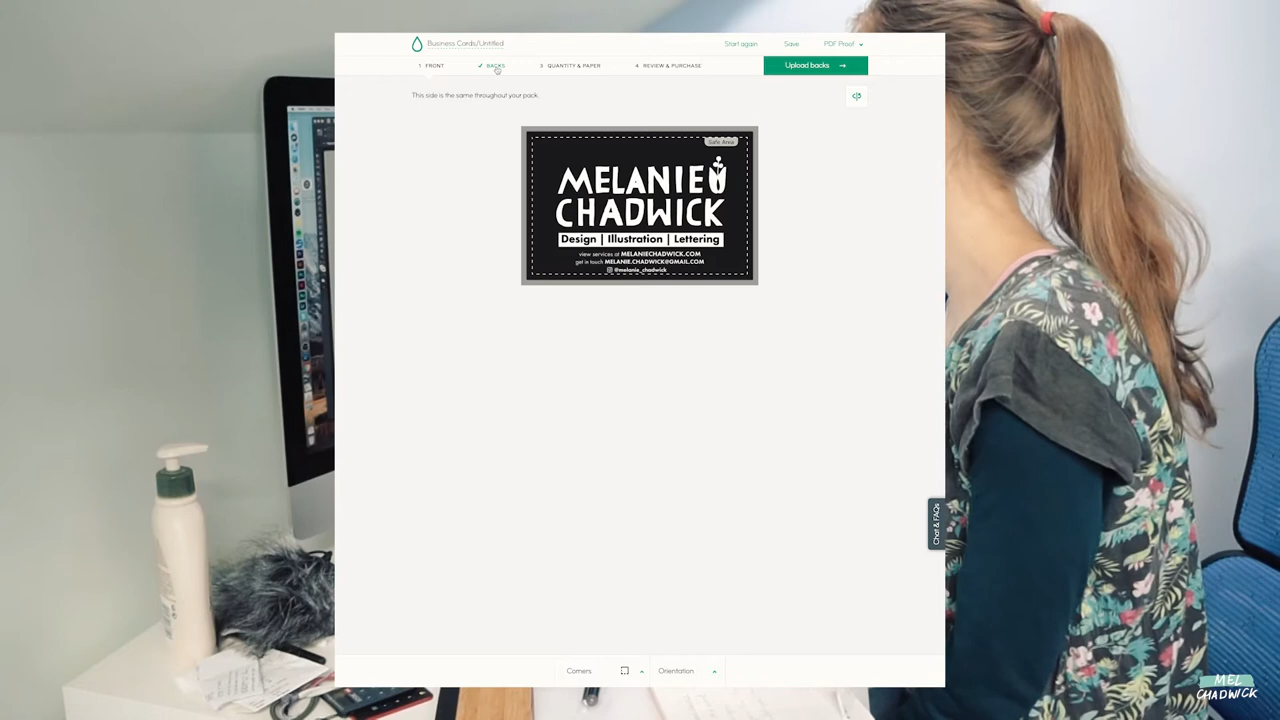 Business Cards/Untitled
Start again
Save
PDF Proof
1 FRONT
✓ BACKS
3 QUANTITY & PAPER
4 REVIEW & PURCHASE
Upload backs →
This side is the same throughout your pack.
Safe Area
MELANIE
CHADWICK
Design | Illustration | Lettering
view services at MELANIECHADWICK.COM
get in touch MELANIE.CHADWICK@GMAIL.COM
@melanie_chadwick
Chat & FAQs
Corners
Orientation
MEL
CHADWICK